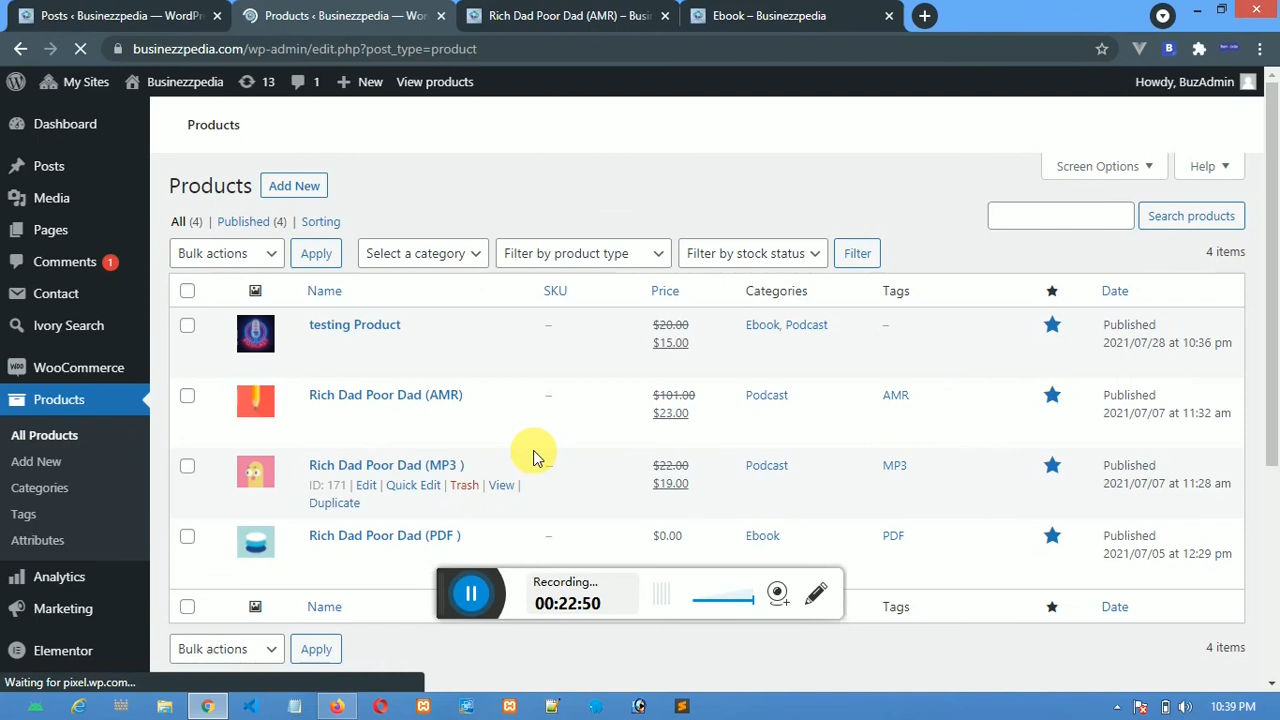 Posts ‹ Businezzpedia — WordPr
Products ‹ Businezzpedia — Wor
Rich Dad Poor Dad (AMR) – Busi
Ebook – Businezzpedia
businezzpedia.com/wp-admin/edit.php?post_type=product
My Sites
Businezzpedia
13
1
New
View products
Howdy, BuzAdmin
Dashboard
Posts
Media
Pages
Comments 1
Contact
Ivory Search
WooCommerce
Products
All Products
Add New
Categories
Tags
Attributes
Analytics
Marketing
Elementor
Products
Screen Options
Help
Products
Add New
All (4) | Published (4) | Sorting
Search products
Bulk actions
Apply
Select a category
Filter by product type
Filter by stock status
Filter
4 items
Name SKU Price Categories Tags Date
testing Product – $20.00 Ebook, Podcast – Published
$15.00 2021/07/28 at 10:36 pm
Rich Dad Poor Dad (AMR) – $101.00 Podcast AMR Published
$23.00 2021/07/07 at 11:32 am
Rich Dad Poor Dad (MP3 ) – $22.00 Podcast MP3 Published
ID: 171 | Edit | Quick Edit | Trash | View | $19.00 2021/07/07 at 11:28 am
Duplicate
Rich Dad Poor Dad (PDF ) – $0.00 Ebook PDF Published
2021/07/05 at 12:29 pm
Recording...
00:22:50
Name Tags Date
Bulk actions
Apply
4 items
Waiting for pixel.wp.com...
10:39 PM